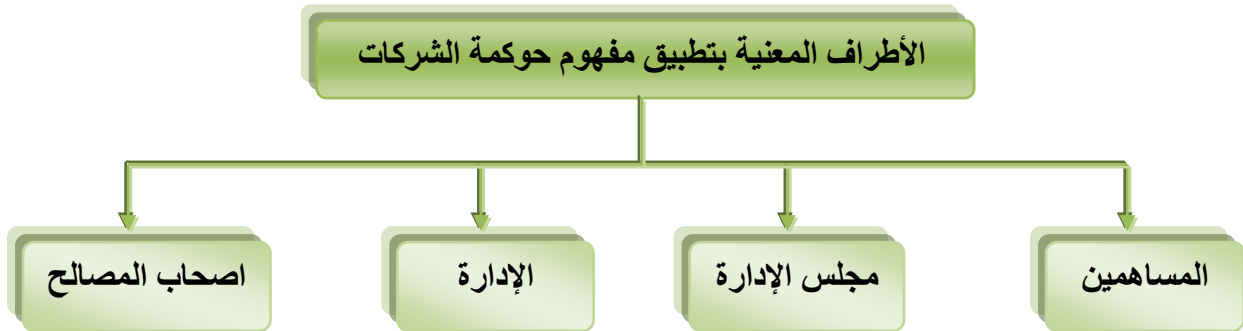 الأطراف المعنية بتطبيق مفهوم حوكمة الشركات
المساهمين
مجلس الإدارة
الإدارة
اصحاب المصالح